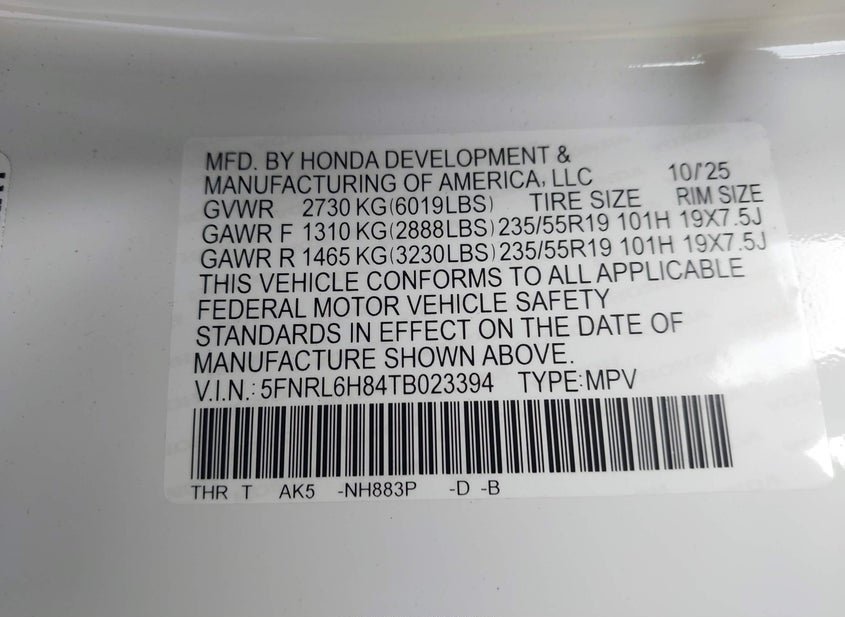 MFD. BY HONDA DEVELOPMENT &
MANUFACTURING OF AMERICA, LLC 10/'25
GVWR 2730 KG(6019LBS) TIRE SIZE RIM SIZE
GAWR F 1310 KG(2888LBS) 235/55R19 101H 19X7.5J
GAWR R 1465 KG(3230LBS) 235/55R19 101H 19X7.5J
THIS VEHICLE CONFORMS TO ALL APPLICABLE
FEDERAL MOTOR VEHICLE SAFETY
STANDARDS IN EFFECT ON THE DATE OF
MANUFACTURE SHOWN ABOVE.
V.I.N.: 5FNRL6H84TB023394 TYPE:MPV
THR T AK5 -NH883P -D -B